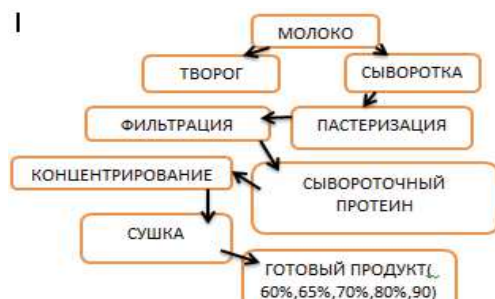 I
МОЛОКО
ТВОРОГ
СЫВОРОТКА
ФИЛЬТРАЦИЯ
ПАСТЕРИЗАЦИЯ
КОНЦЕНТРИРОВАНИЕ
СЫВОРОТОЧНЫЙ
ПРОТЕИН
СУШКА
ГОТОВЫЙ ПРОДУКТ(
60%,65%,70%,80%,90)